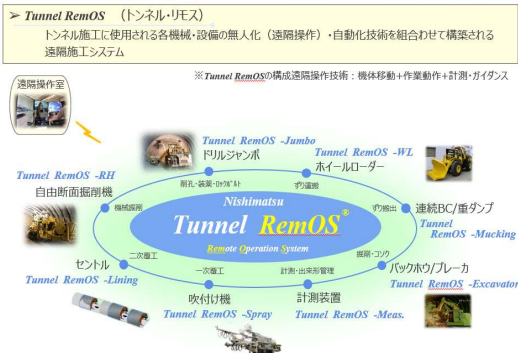 ➢ Tunnel RemOS （トンネル・リモス）
トンネル施工に使用される各機械・設備の無人化（遠隔操作）・自動化技術を組合わせて構築される
遠隔施工システム
※Tunnel RemOSの構成遠隔操作技術：機体移動＋作業動作＋計測・ガイダンス
遠隔操作室
Tunnel RemOS -Jumbo
ドリルジャンボ
Tunnel RemOS -WL
ホイールローダー
Tunnel RemOS -RH
自由断面掘削機
削孔・装薬・ロックボルト
ずり運搬
機械掘削
Nishimatsu
Tunnel RemOS®
Remote Operation System
ずり搬出
連続BC/重ダンプ
Tunnel
RemOS -Mucking
二次覆工
一次覆工
計測・出来形管理
掘削・コソク
セントル
Tunnel RemOS -Lining
吹付け機
Tunnel RemOS -Spray
計測装置
Tunnel RemOS -Meas.
バックホウ/ブレーカ
Tunnel RemOS -Excavator